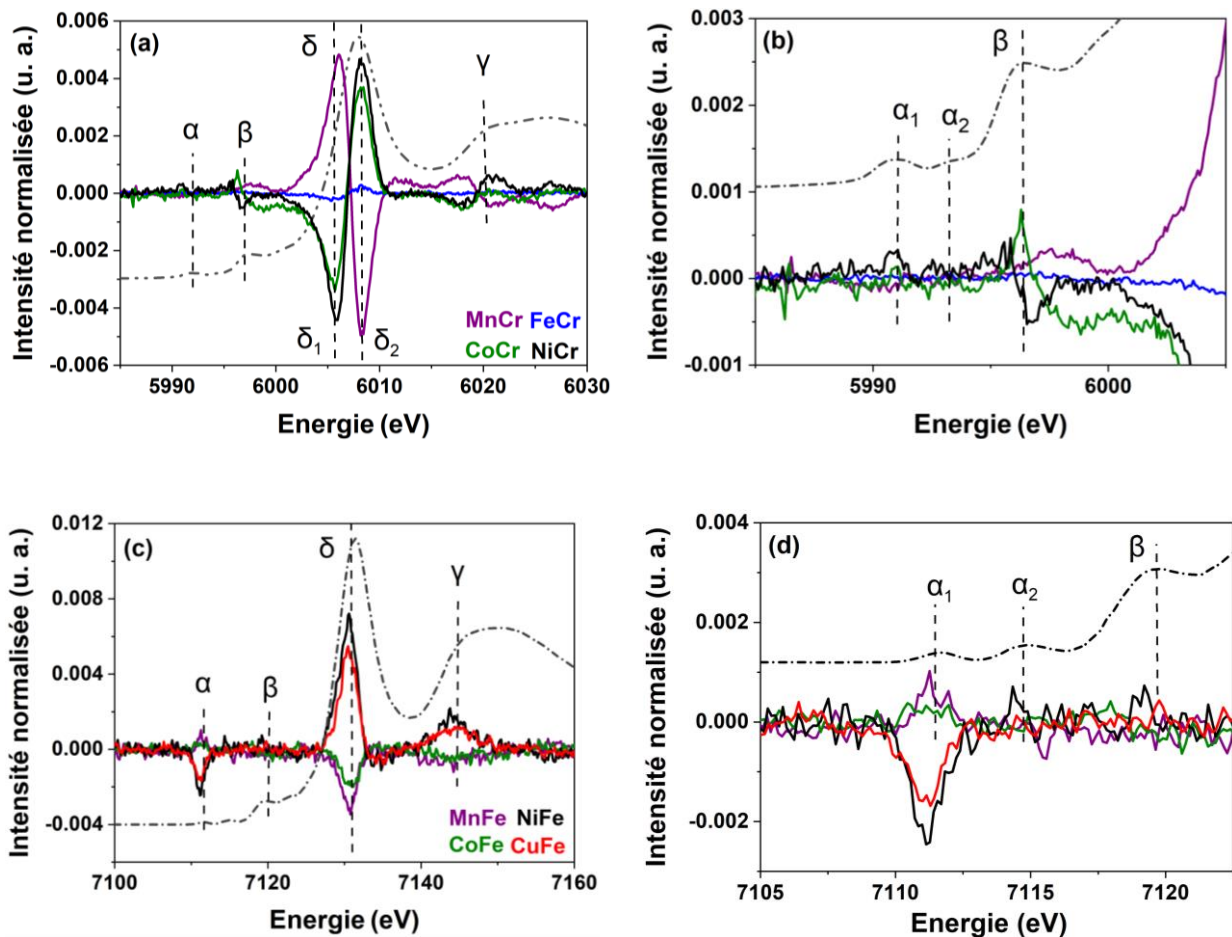 (a)
Intensité normalisée (u. a.)
0.006
0.004
0.002
0.000
-0.002
-0.004
-0.006
α
β
δ
γ
δ₁
δ₂
MnCr FeCr
CoCr NiCr
5990
6000
6010
6020
6030
Energie (eV)
(b)
Intensité normalisée (u. a.)
0.003
0.002
0.001
0.000
-0.001
α₁
α₂
β
5990
6000
Energie (eV)
(c)
Intensité normalisée (u. a.)
0.012
0.008
0.004
0.000
-0.004
α
β
δ
γ
MnFe NiFe
CoFe CuFe
7100
7120
7140
7160
Energie (eV)
(d)
Intensité normalisée (u. a.)
0.004
0.002
0.000
-0.002
α₁
α₂
β
7105
7110
7115
7120
Energie (eV)